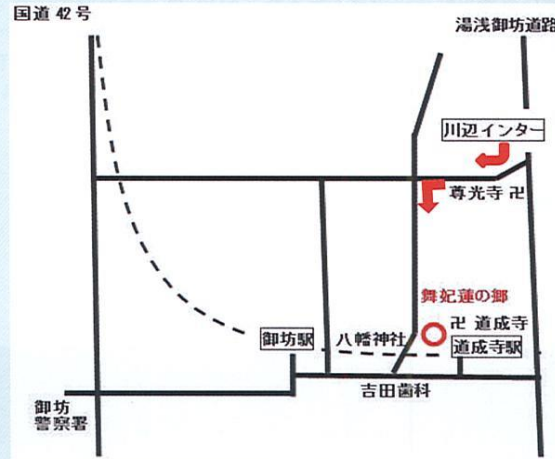 国道 42 号
湯浅御坊道路
川辺インター
尊光寺 卍
舞妃蓮の郷
卍 道成寺
御坊駅
八幡神社
道成寺駅
吉田歯科
御坊
警察署